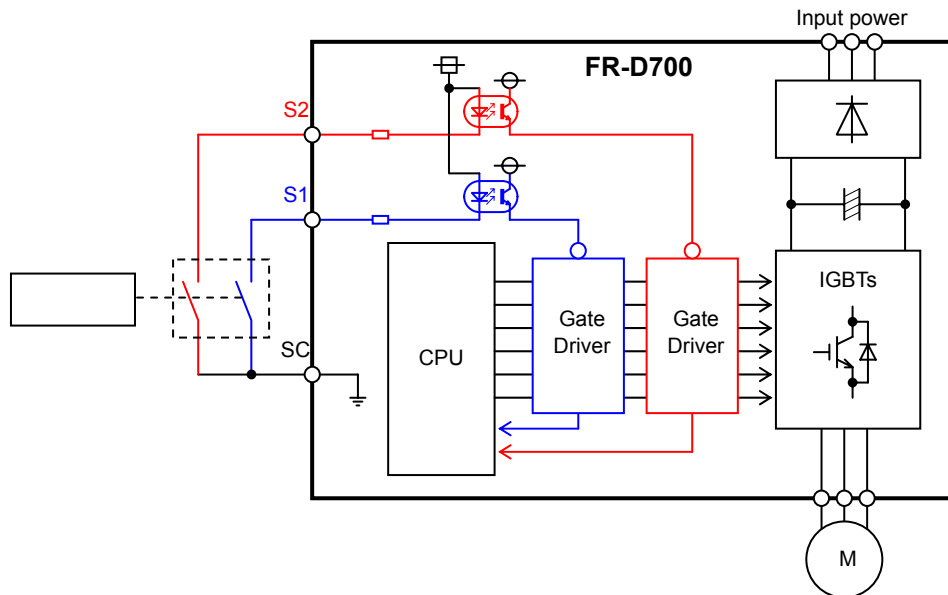 Input power
FR-D700
S2
S1
IGBTs
Gate
Driver
Gate
Driver
SC
CPU
M